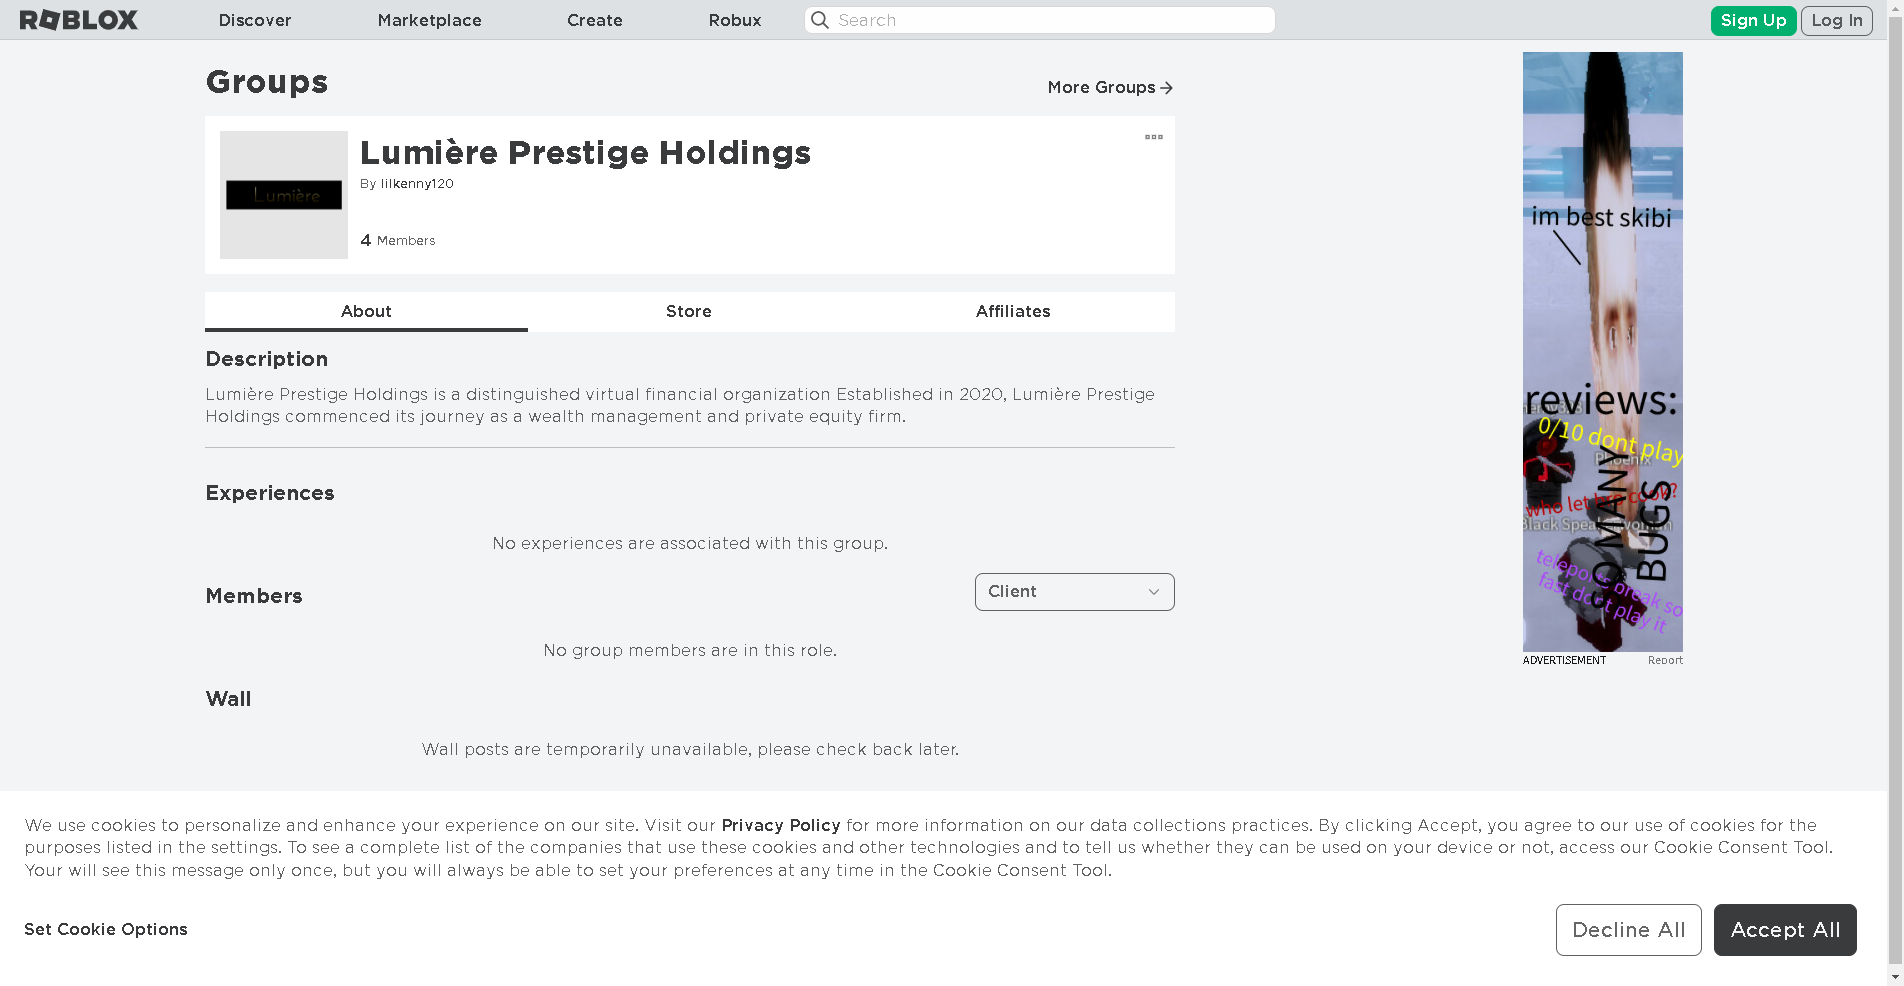 ROBLOX
Discover
Marketplace
Create
Robux
Search
Sign Up
Log In
Groups
More Groups
Lumière
Lumière Prestige Holdings
By lilkenny120
4 Members
About
Store
Affiliates
Description
Lumière Prestige Holdings is a distinguished virtual financial organization Established in 2020, Lumière Prestige
Holdings commenced its journey as a wealth management and private equity firm.
Experiences
No experiences are associated with this group.
Members
Client
No group members are in this role.
Wall
Wall posts are temporarily unavailable, please check back later.
im best skibi
reviews:
0/10 dont play
Phoenix
who let bro cook?
Black Speakerwoman
MANY
BUGS
teleports break so
fast don't play it
ADVERTISEMENT
Report
We use cookies to personalize and enhance your experience on our site. Visit our Privacy Policy for more information on our data collections practices. By clicking Accept, you agree to our use of cookies for the
purposes listed in the settings. To see a complete list of the companies that use these cookies and other technologies and to tell us whether they can be used on your device or not, access our Cookie Consent Tool.
Your will see this message only once, but you will always be able to set your preferences at any time in the Cookie Consent Tool.
Set Cookie Options
Decline All
Accept All